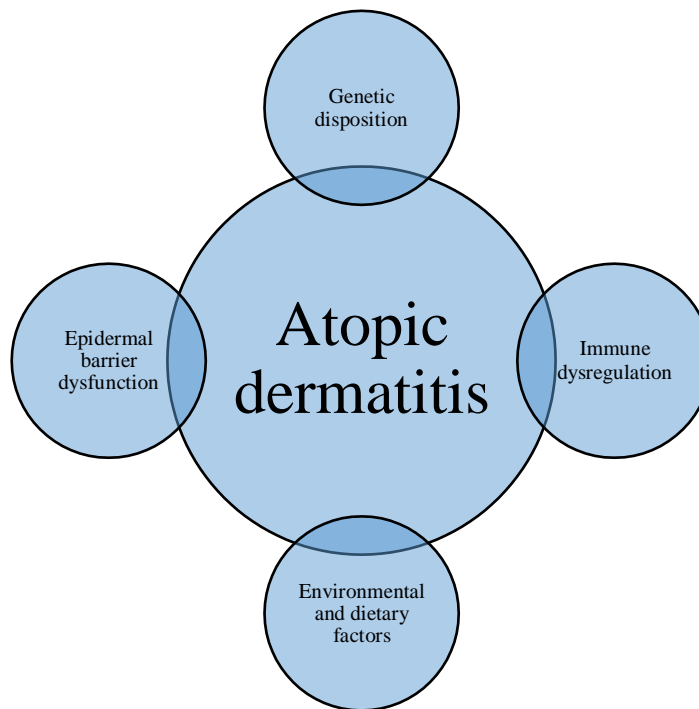 Genetic
disposition
Epidermal
barrier
dysfunction
Atopic
dermatitis
Immune
dysregulation
Environmental
and dietary
factors